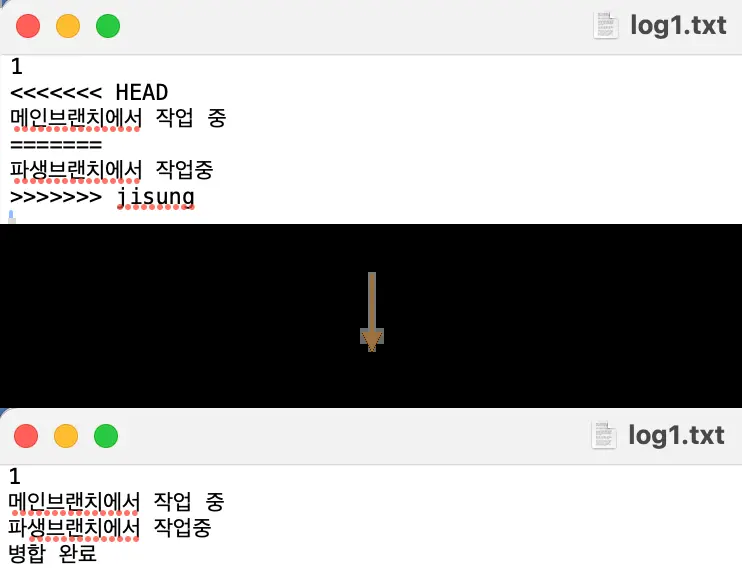 log1.txt
1
<<<<<<< HEAD
메인브랜치에서 작업 중
=======
파생브랜치에서 작업중
>>>>>>> jisung
log1.txt
1
메인브랜치에서 작업 중
파생브랜치에서 작업중
병합 완료